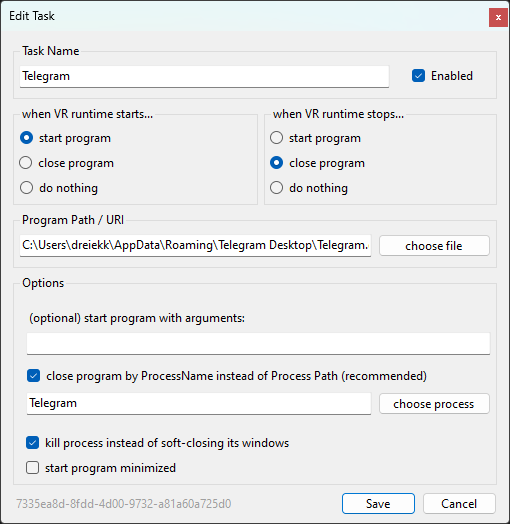 Edit Task
x
Task Name
Telegram
Enabled
when VR runtime starts...
when VR runtime stops...
start program
start program
close program
close program
do nothing
do nothing
Program Path / URI
C:\Users\dreiekk\AppData\Roaming\Telegram Desktop\Telegram.
choose file
Options
(optional) start program with arguments:
close program by ProcessName instead of Process Path (recommended)
Telegram
choose process
kill process instead of soft-closing its windows
start program minimized
7335ea8d-8fdd-4d00-9732-a81a60a725d0
Save
Cancel